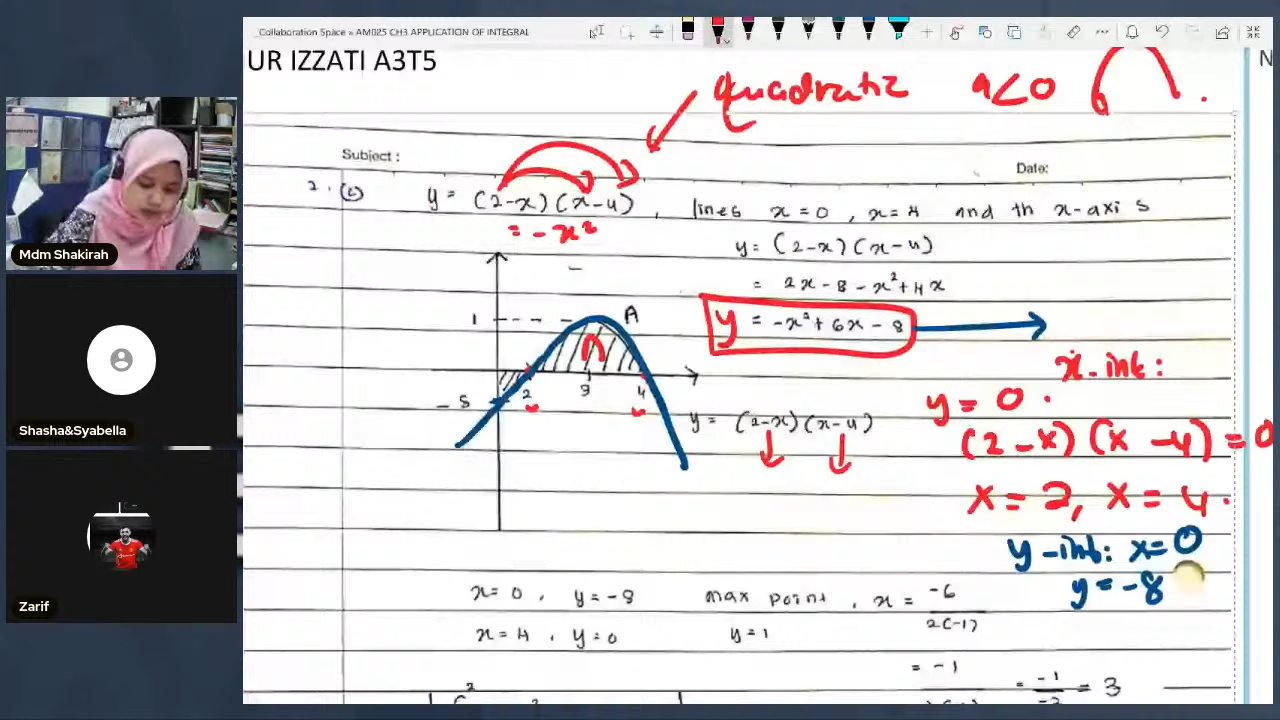 Collaboration Space » AM025 CH3 APPLICATION OF INTEGRAL
UR IZZATI A3T5
N
quadratic a<0
Subject :
Date:
2. (c) y = (2-x)(x-4), lines x=0, x=4 and th x-axis
= -x²
y = (2-x)(x-4)
= 2x - 8 - x² + 4x
y = -x² + 6x - 8
1
A
2 3 4
-8
y = (2-x)(x-4)
x-int:
y = 0.
(2-x)(x-4)=0
x = 2, x = 4.
y-int: x=0
y = -8
x=0, y=-8
x=4, y=0
max point, x = -6
2(-1)
y=1
= -1
= -1 = 3
Mdm Shakirah
Shasha&Syabella
Zarif